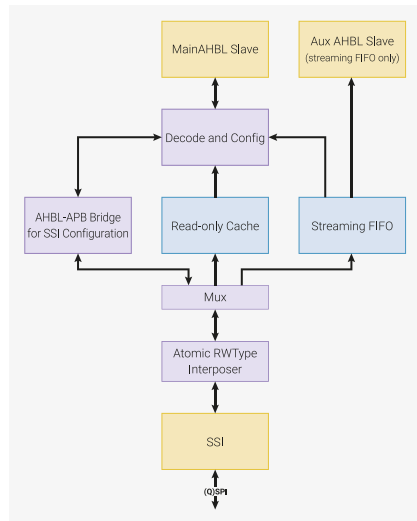 MainAHBL Slave
Aux AHBL Slave
(streaming FIFO only)
Decode and Config
AHBL-APB Bridge
for SSI Configuration
Read-only Cache
Streaming FIFO
Mux
Atomic RWType
Interposer
SSI
(Q)SPI